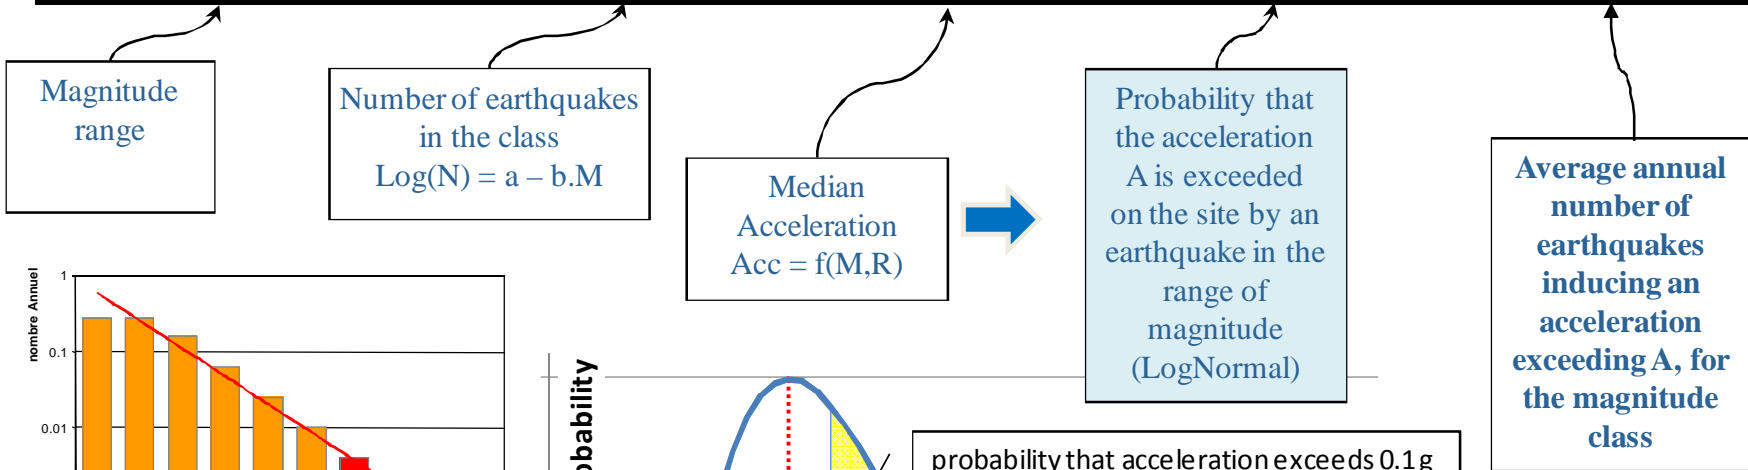 Magnitude
range
Number of earthquakes
in the class
Log(N) = a – b.M
Median
Acceleration
Acc = f(M,R)
Probability that
the acceleration
A is exceeded
on the site by an
earthquake in the
range of
magnitude
(LogNormal)
Average annual
number of
earthquakes
inducing an
acceleration
exceeding A, for
the magnitude
class
nombre Annuel
1
0.1
0.01
obability
probability that acceleration exceeds 0.1g